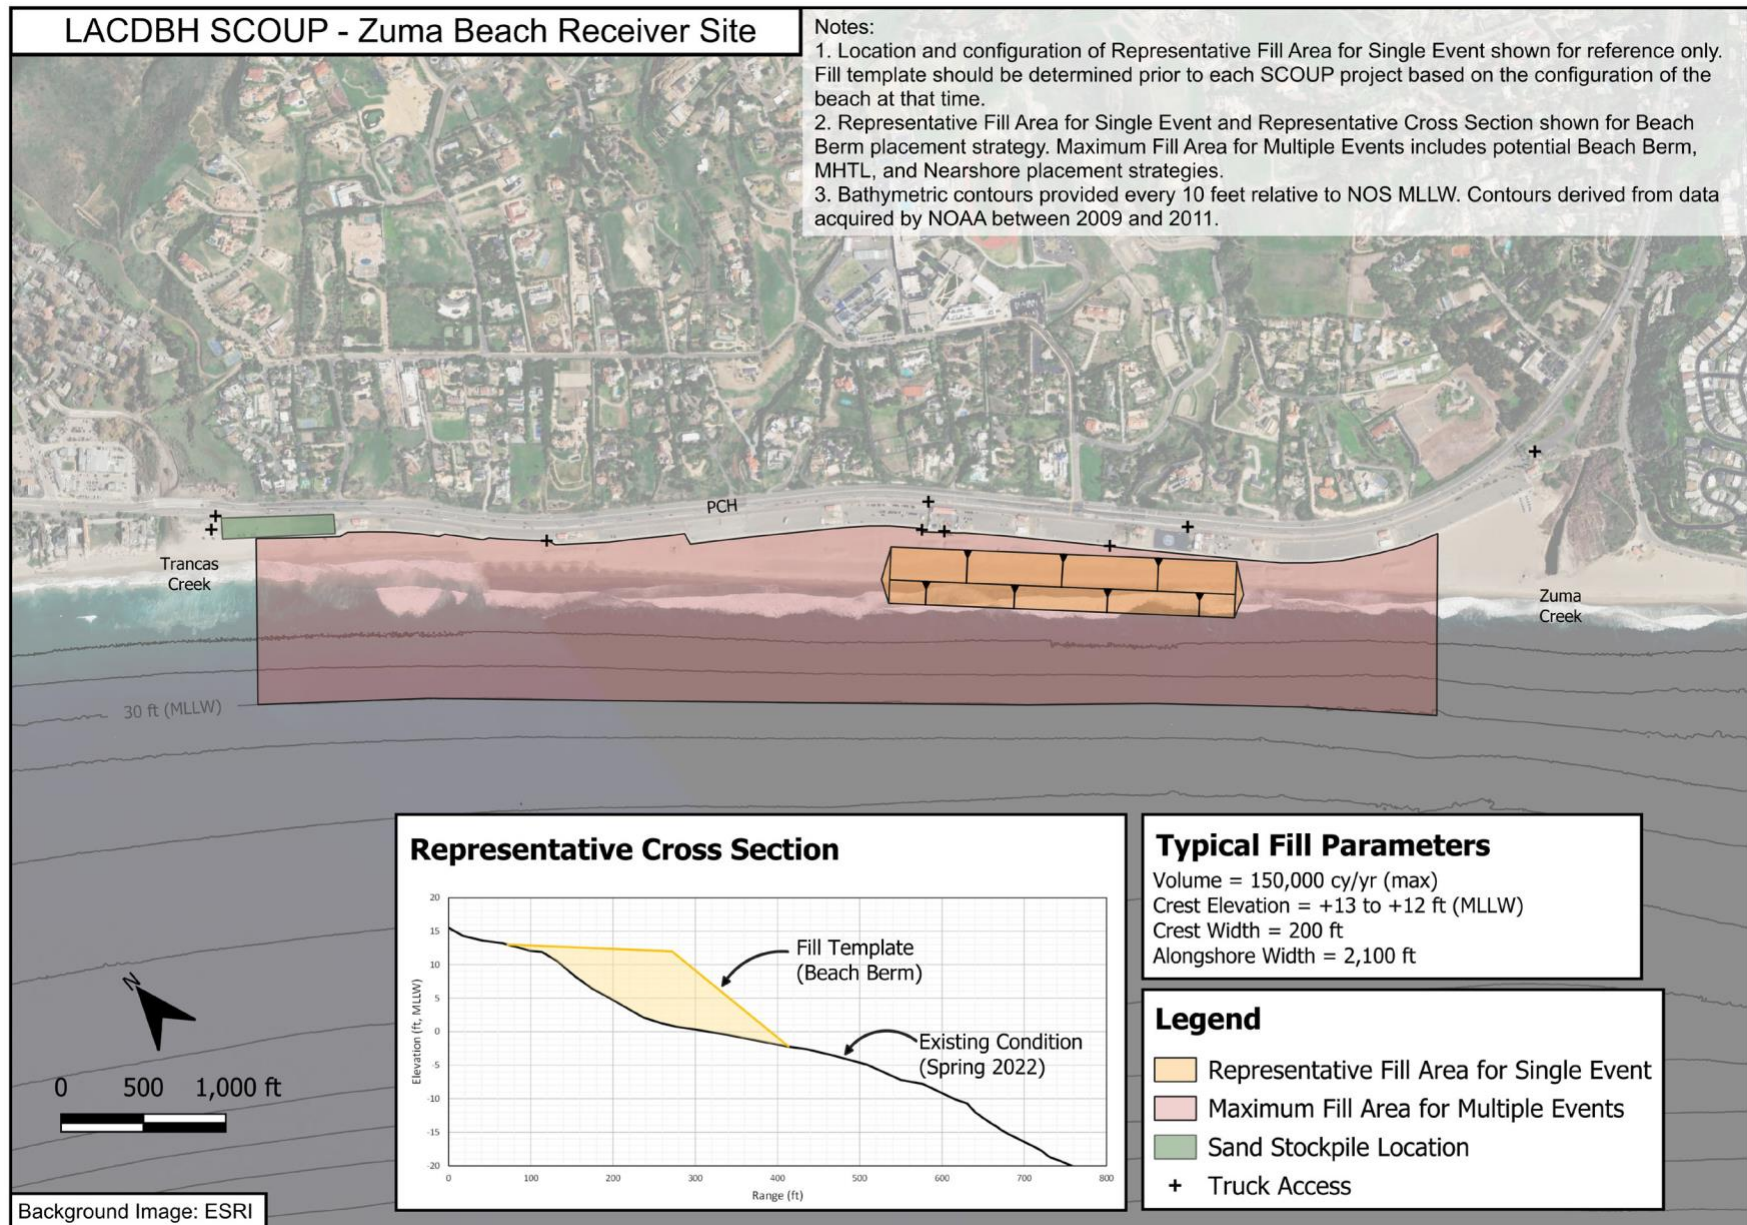 LACDBH SCOUP - Zuma Beach Receiver Site
Notes:
1. Location and configuration of Representative Fill Area for Single Event shown for reference only.
Fill template should be determined prior to each SCOUP project based on the configuration of the
beach at that time.
2. Representative Fill Area for Single Event and Representative Cross Section shown for Beach
Berm placement strategy. Maximum Fill Area for Multiple Events includes potential Beach Berm,
MHTL, and Nearshore placement strategies.
3. Bathymetric contours provided every 10 feet relative to NOS MLLW. Contours derived from data
acquired by NOAA between 2009 and 2011.
PCH
Trancas
Creek
Zuma
Creek
30 ft (MLLW)
N
0 500 1,000 ft
Background Image: ESRI
Representative Cross Section
20
15
10
5
0
-5
-10
-15
-20
Elevation (ft, MLLW)
Fill Template
(Beach Berm)
Existing Condition
(Spring 2022)
0 100 200 300 400 500 600 700 800
Range (ft)
Typical Fill Parameters
Volume = 150,000 cy/yr (max)
Crest Elevation = +13 to +12 ft (MLLW)
Crest Width = 200 ft
Alongshore Width = 2,100 ft
Legend
Representative Fill Area for Single Event
Maximum Fill Area for Multiple Events
Sand Stockpile Location
+ Truck Access